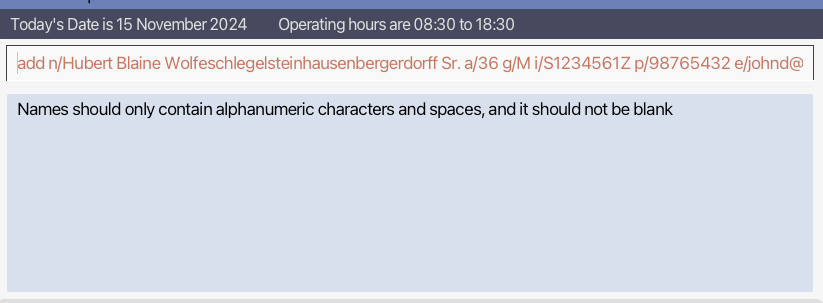 Today's Date is 15 November 2024 Operating hours are 08:30 to 18:30
add n/Hubert Blaine Wolfeschlegelsteinhausenbergerdorff Sr. a/36 g/M i/S1234561Z p/98765432 e/johnd@
Names should only contain alphanumeric characters and spaces, and it should not be blank